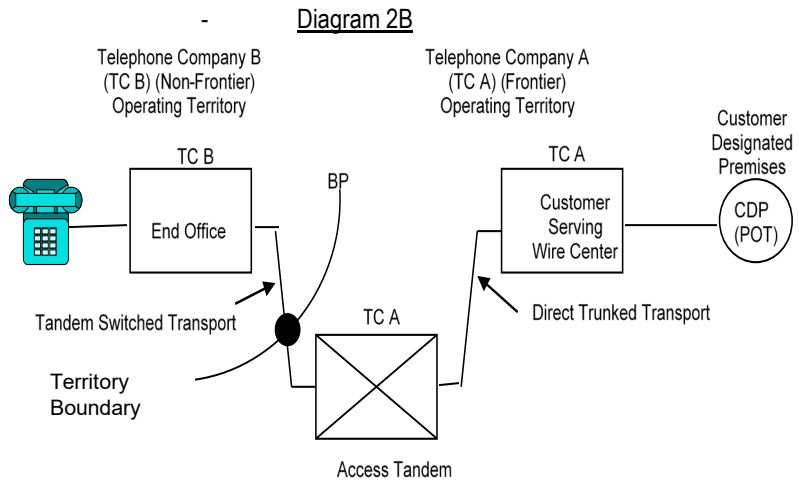 -
Diagram 2B
Telephone Company B
(TC B) (Non-Frontier)
Operating Territory
Telephone Company A
(TC A) (Frontier)
Operating Territory
Customer
Designated
Premises
TC B
BP
TC A
End Office
Customer
Serving
Wire Center
CDP
(POT)
Tandem Switched Transport
TC A
Direct Trunked Transport
Territory
Boundary
Access Tandem